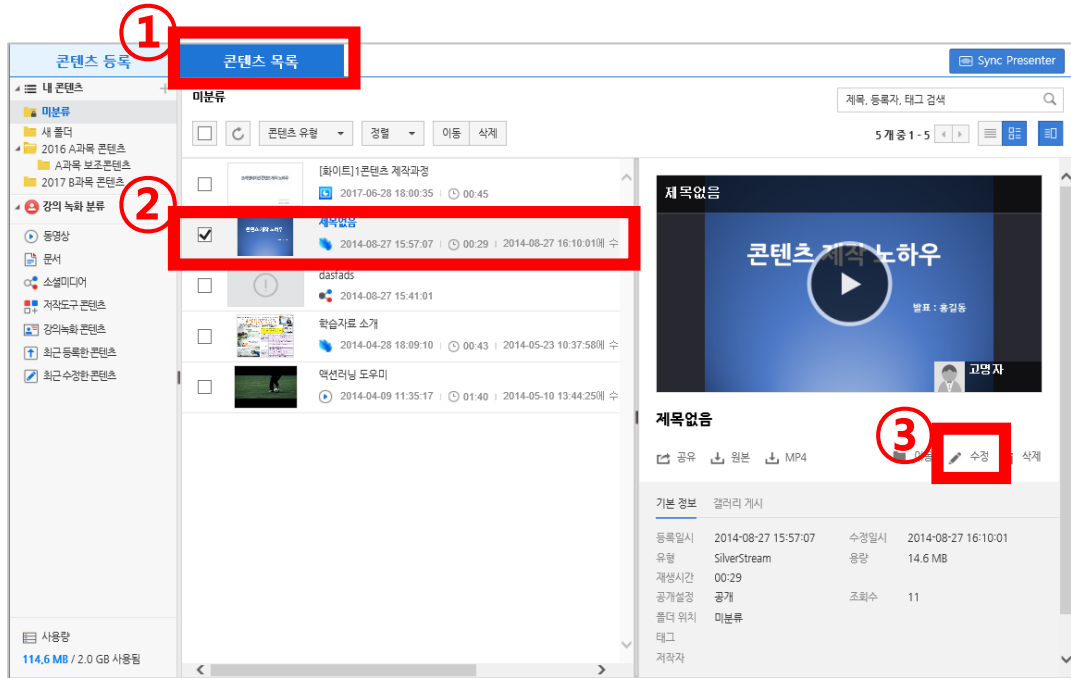 ①
콘텐츠 등록
콘텐츠 목록
Sync Presenter
내 콘텐츠
미분류
새 폴더
2016 A과목 콘텐츠
A과목 보조콘텐츠
2017 B과목 콘텐츠
강의 녹화 분류
동영상
문서
소셜미디어
저작도구 콘텐츠
강의녹화 콘텐츠
최근 등록한 콘텐츠
최근 수정한 콘텐츠
사용량
114.6 MB / 2.0 GB 사용됨
미분류
제목, 등록자, 태그 검색
콘텐츠 유형
정렬
이동
삭제
5개 중 1 - 5
[화이트]1콘텐츠 제작과정
2017-06-28 18:00:35 00:45
②
콘텐츠 제작 노하우
제목없음
2014-08-27 15:57:07 00:29 2014-08-27 16:10:01에 수
dasfads
2014-08-27 15:41:01
학습자료 소개
2014-04-28 18:09:10 00:43 2014-05-23 10:37:58에 수
액션러닝 도우미
2014-04-09 11:35:17 01:40 2014-05-10 13:44:25에 수
제목없음
콘텐츠 제작 노하우
발표 : 홍길동
고명자
제목없음
③
공유 원본 MP4
이동 수정 삭제
기본 정보 갤러리 게시
등록일시 2014-08-27 15:57:07 수정일시 2014-08-27 16:10:01
유형 SilverStream 용량 14.6 MB
재생시간 00:29
공개설정 공개 조회수 11
폴더 위치 미분류
태그
저작자